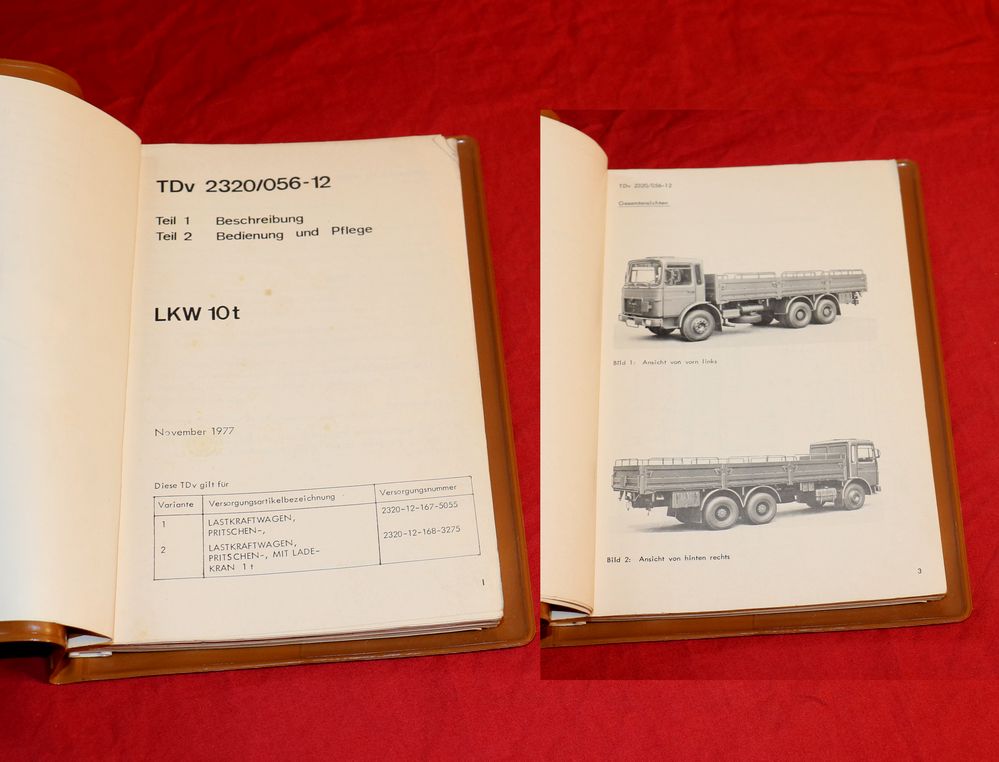 TDv 2320/056-12
Teil 1 Beschreibung
Teil 2 Bedienung und Pflege
LKW 10t
November 1977
Diese TDv gilt für
Variante Versorgungsartikelbezeichnung Versorgungsnummer
1 LASTKRAFTWAGEN, 2320-12-167-5055
PRITSCHEN-,
2 LASTKRAFTWAGEN, 2320-12-168-3275
PRITSCHEN-, MIT LADE-
KRAN 1 t
1
TDv 2320/056-12
Gesamtansichten
Bild 1: Ansicht von vorn links
Bild 2: Ansicht von hinten rechts
3